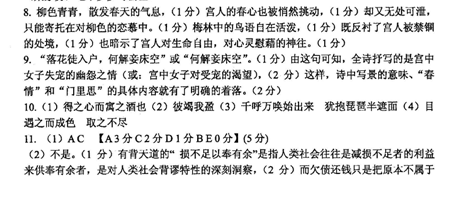 8. 柳色青青，散发春天的气息，（1 分）宫人的春心也被悄然挑动，（1 分）却又无处可泄，
只能寄托在对柳色的恋慕中。（1 分）梅林中的鸟语自在活泼，（1 分）既反衬了宫人被禁锢
的处境，（1 分）也暗示了宫人对生命自由，对心灵慰藉的神往。（1 分）
9. “落花徒入户，何解妾床空”或“何解妾床空”。（1 分）由这句可知，全诗抒写的是宫中
女子失宠的幽怨之情（或：宫中女子对受宠的渴望），（2 分）这样，诗中写景的意味、“春
情”和“门里思”的具体内容就有了明确的着落。（2 分）
10.（1）得之心而寓之酒也（2）彼竭我盈（3）千呼万唤始出来 犹抱琵琶半遮面（4）目
遇之而成色 取之不尽
11.（1）A C 【A 3 分 C 2 分 D 1 分 B E 0 分】（5 分）
（2）不是。（1 分）有背天道的“ 损不足以奉有余”是指人类社会往往是减损不足者的利益
来供奉有余者，是对人类社会背谬特性的深刻洞察，（2 分）而欠债还钱只是把原本不属于